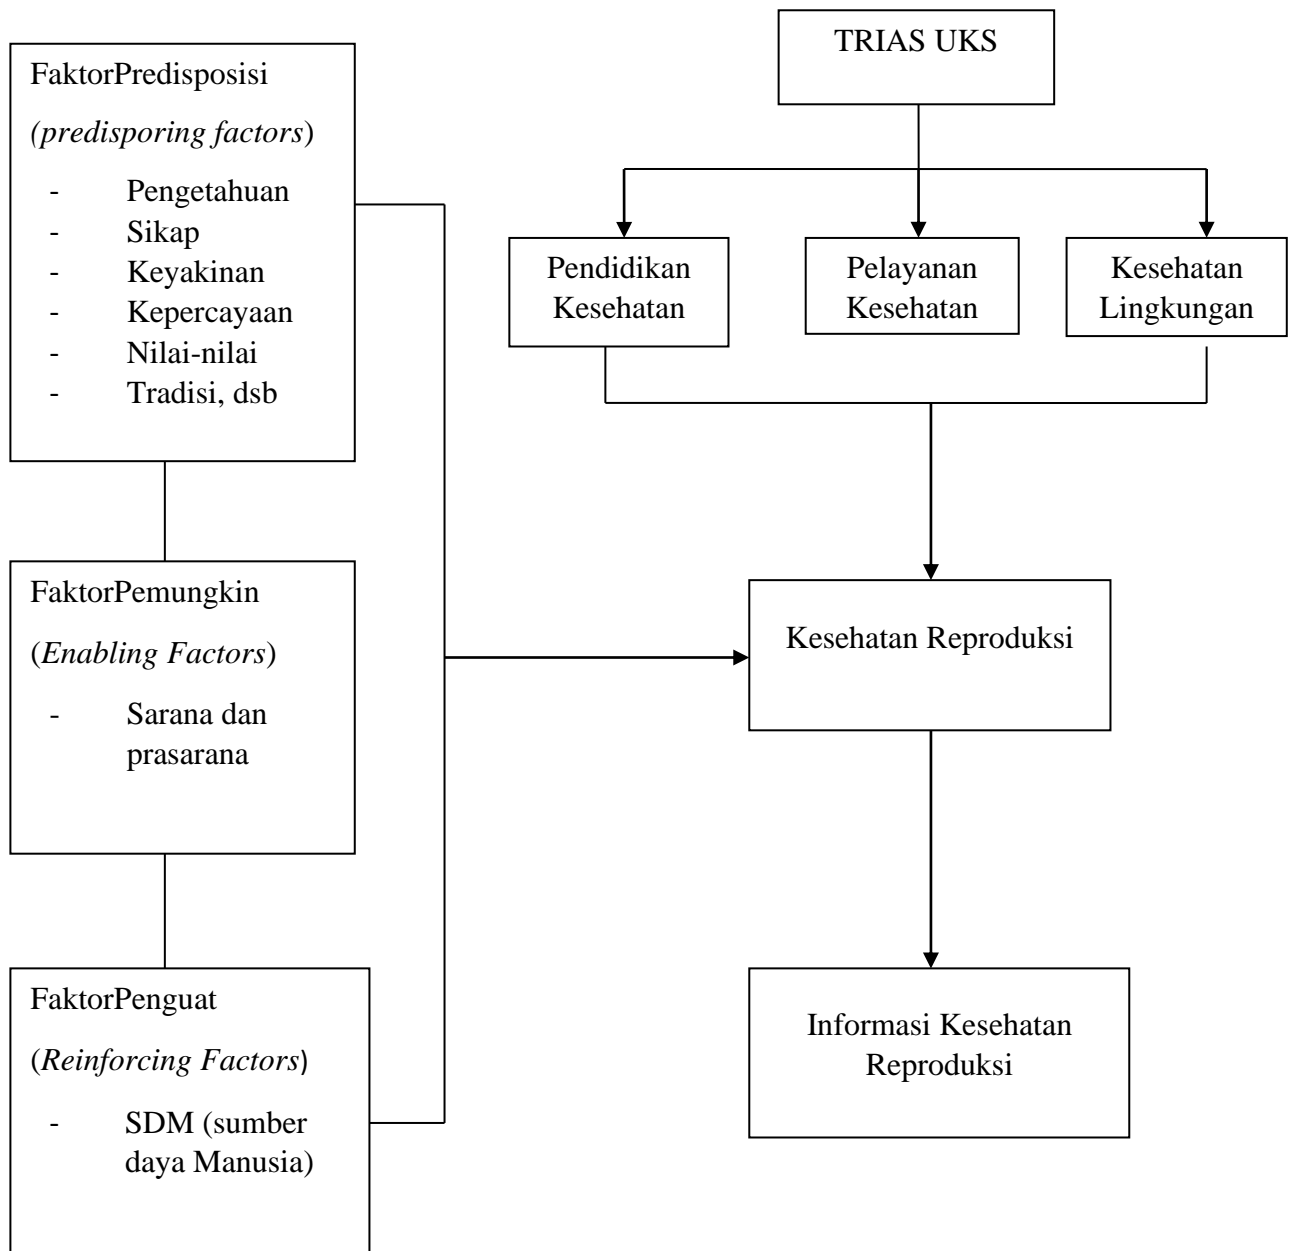 TRIAS UKS
FaktorPredisposisi
(predisporing factors)
- Pengetahuan
- Sikap
- Keyakinan
- Kepercayaan
- Nilai-nilai
- Tradisi, dsb
Pendidikan
Kesehatan
Pelayanan
Kesehatan
Kesehatan
Lingkungan
FaktorPemungkin
(Enabling Factors)
- Sarana dan
prasarana
Kesehatan Reproduksi
FaktorPenguat
(Reinforcing Factors)
- SDM (sumber
daya Manusia)
Informasi Kesehatan
Reproduksi